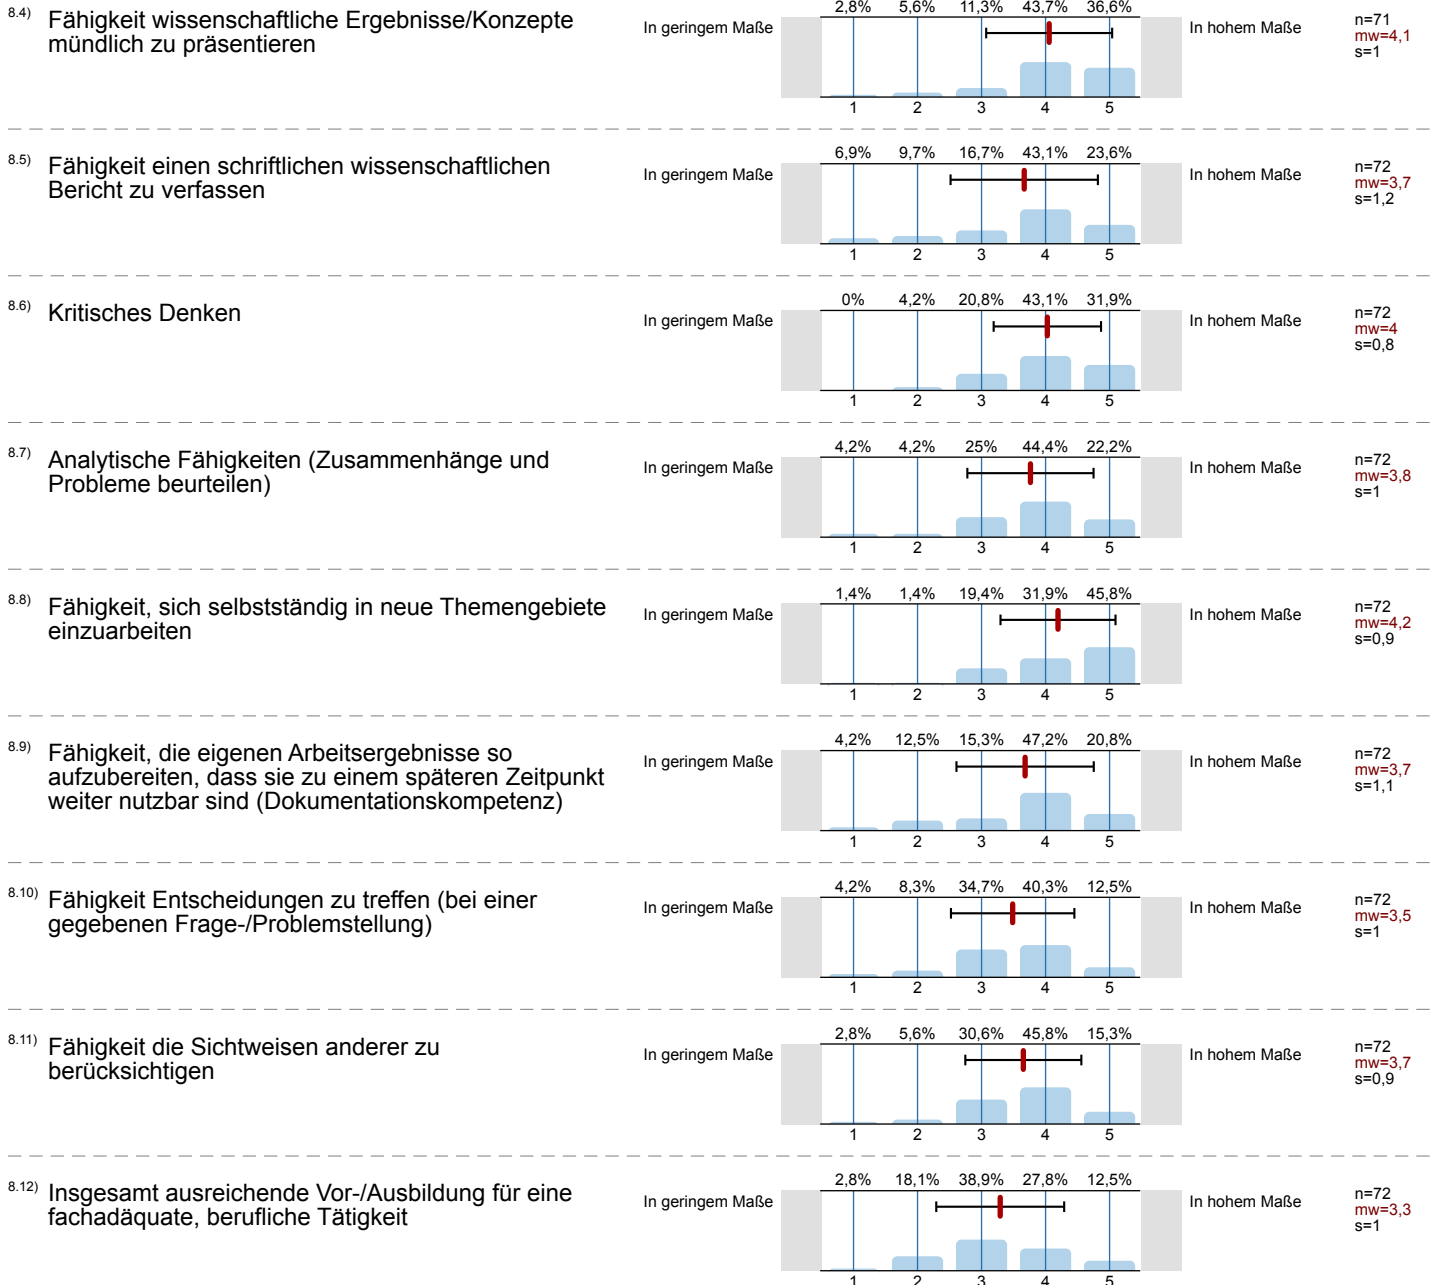 8.4) Fähigkeit wissenschaftliche Ergebnisse/Konzepte
mündlich zu präsentieren
In geringem Maße
2,8% 5,6% 11,3% 43,7% 36,6%
1 2 3 4 5
In hohem Maße
n=71
mw=4,1
s=1
8.5) Fähigkeit einen schriftlichen wissenschaftlichen
Bericht zu verfassen
In geringem Maße
6,9% 9,7% 16,7% 43,1% 23,6%
1 2 3 4 5
In hohem Maße
n=72
mw=3,7
s=1,2
8.6) Kritisches Denken
In geringem Maße
0% 4,2% 20,8% 43,1% 31,9%
1 2 3 4 5
In hohem Maße
n=72
mw=4
s=0,8
8.7) Analytische Fähigkeiten (Zusammenhänge und
Probleme beurteilen)
In geringem Maße
4,2% 4,2% 25% 44,4% 22,2%
1 2 3 4 5
In hohem Maße
n=72
mw=3,8
s=1
8.8) Fähigkeit, sich selbstständig in neue Themengebiete
einzuarbeiten
In geringem Maße
1,4% 1,4% 19,4% 31,9% 45,8%
1 2 3 4 5
In hohem Maße
n=72
mw=4,2
s=0,9
8.9) Fähigkeit, die eigenen Arbeitsergebnisse so
aufzubereiten, dass sie zu einem späteren Zeitpunkt
weiter nutzbar sind (Dokumentationskompetenz)
In geringem Maße
4,2% 12,5% 15,3% 47,2% 20,8%
1 2 3 4 5
In hohem Maße
n=72
mw=3,7
s=1,1
8.10) Fähigkeit Entscheidungen zu treffen (bei einer
gegebenen Frage-/Problemstellung)
In geringem Maße
4,2% 8,3% 34,7% 40,3% 12,5%
1 2 3 4 5
In hohem Maße
n=72
mw=3,5
s=1
8.11) Fähigkeit die Sichtweisen anderer zu
berücksichtigen
In geringem Maße
2,8% 5,6% 30,6% 45,8% 15,3%
1 2 3 4 5
In hohem Maße
n=72
mw=3,7
s=0,9
8.12) Insgesamt ausreichende Vor-/Ausbildung für eine
fachadäquate, berufliche Tätigkeit
In geringem Maße
2,8% 18,1% 38,9% 27,8% 12,5%
1 2 3 4 5
In hohem Maße
n=72
mw=3,3
s=1